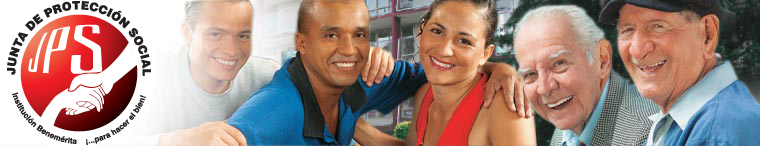 JUNTA DE PROTECCIÓN SOCIAL
JPS
Institución Benemérita ¡...para hacer el bien!